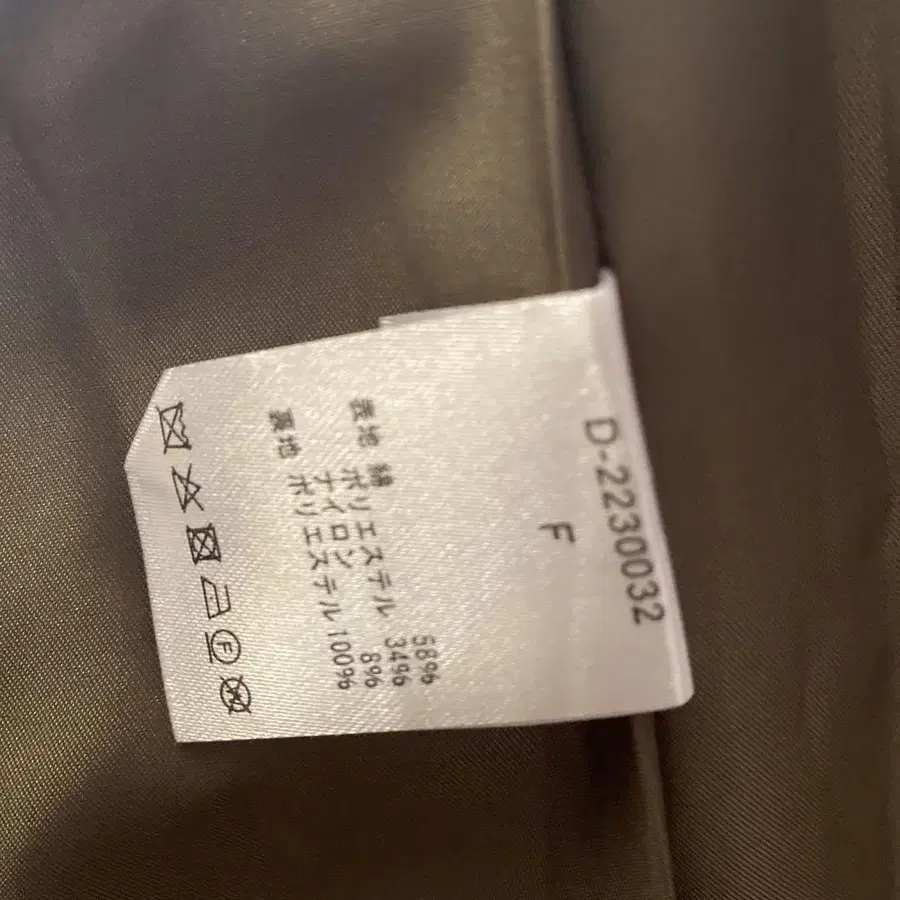 D-2230032
F
表地 綿 58%
ポリエステル 34%
ナイロン 8%
裏地 ポリエステル 100%
F